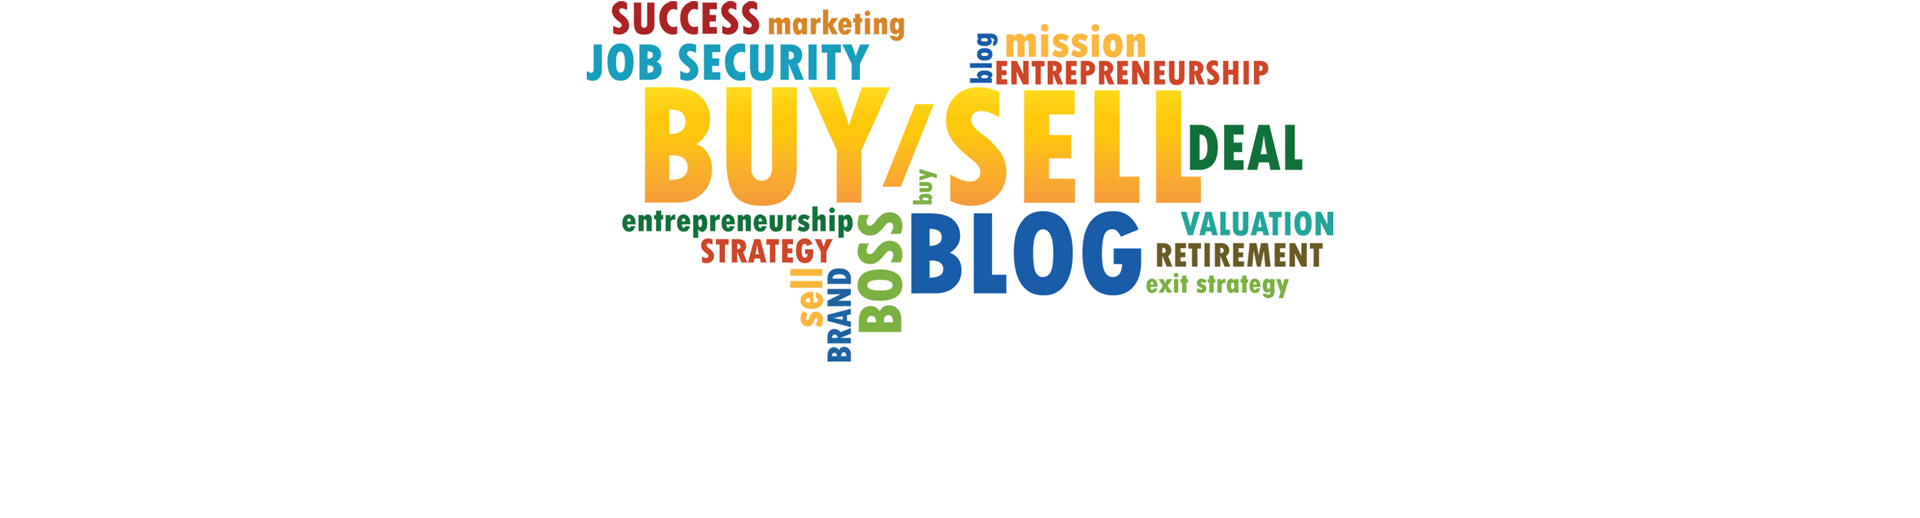 SUCCESS
marketing
JOB SECURITY
blog
mission
ENTREPRENEURSHIP
BUY/SELL
DEAL
buy
entrepreneurship
STRATEGY
BOSS
BLOG
VALUATION
RETIREMENT
exit strategy
sell
BRAND